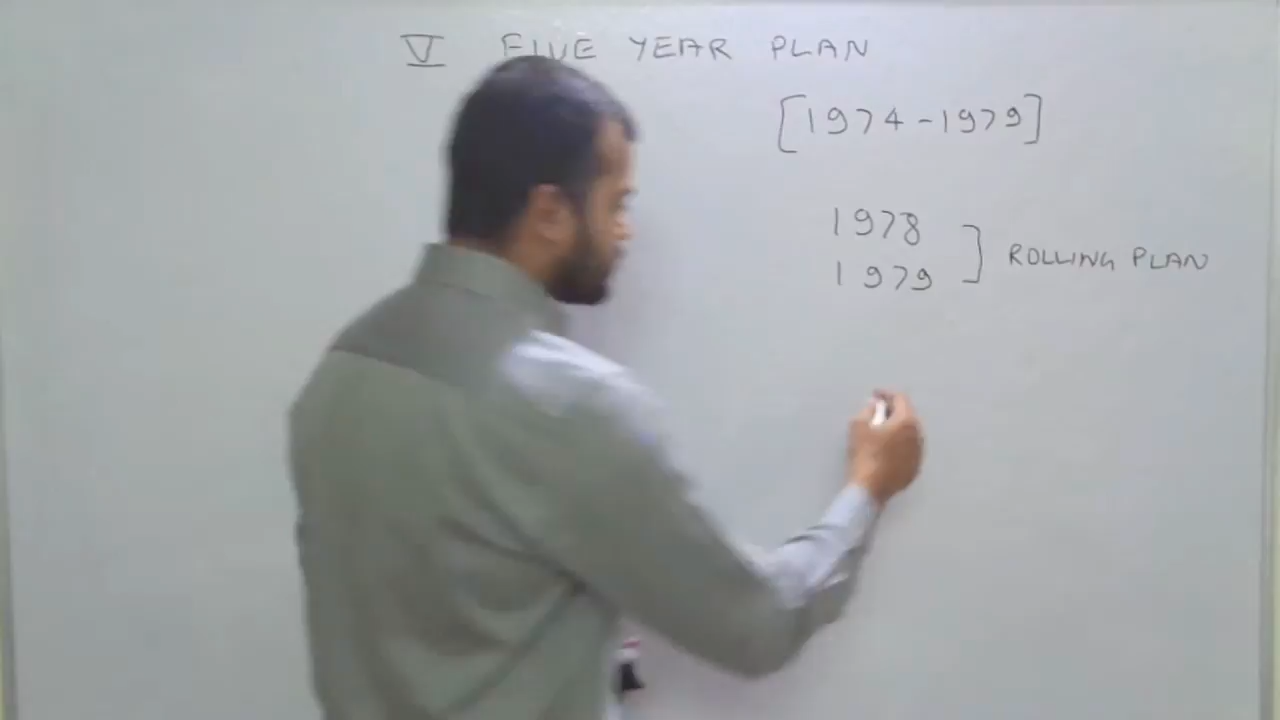 V FIVE YEAR PLAN
[1974-1979]
1978
1979 ] ROLLING PLAN